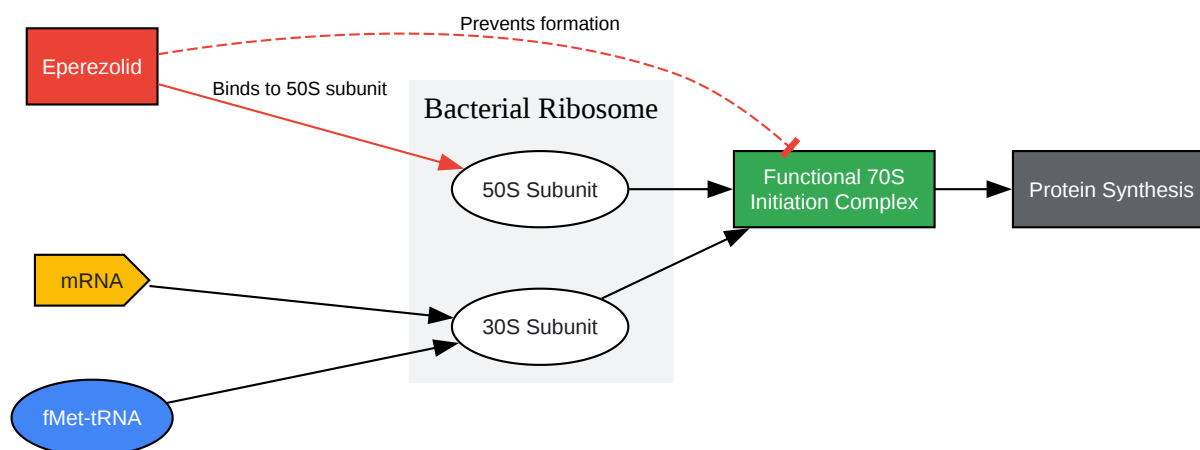 Prevents formation
Eperezolid
Binds to 50S subunit
Bacterial Ribosome
50S Subunit
Functional 70S
Initiation Complex
Protein Synthesis
mRNA
30S Subunit
fMet-tRNA